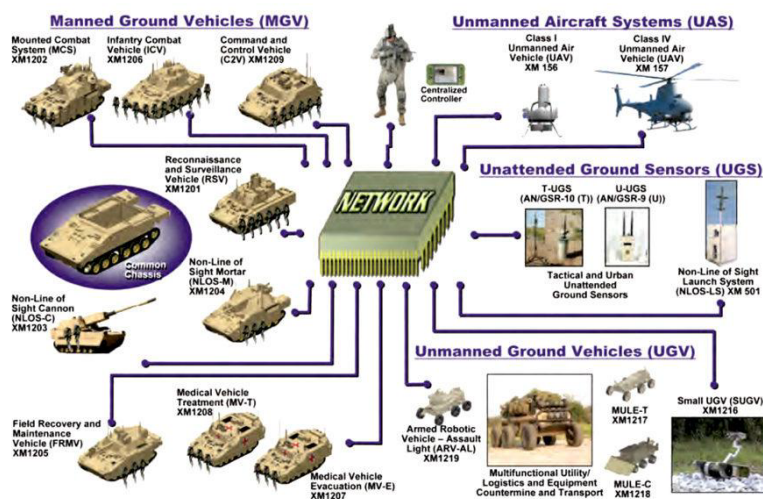 Manned Ground Vehicles (MGV)
Mounted Combat
System (MCS)
XM1202
Infantry Combat
Vehicle (ICV)
XM1206
Command and
Control Vehicle
(C2V) XM1209
Centralized
Controller
Unmanned Aircraft Systems (UAS)
Class I
Unmanned Air
Vehicle (UAV)
XM 156
Class IV
Unmanned Air
Vehicle (UAV)
XM 157
Reconnaissance
and Surveillance
Vehicle (RSV)
XM1201
NETWORK
Unattended Ground Sensors (UGS)
T-UGS
(AN/GSR-10 (T))
U-UGS
(AN/GSR-9 (U))
Tactical and Urban
Unattended
Ground Sensors
Non-Line of Sight
Launch System
(NLOS-LS) XM 501
Common
Chassis
Non-Line of
Sight Mortar
(NLOS-M)
XM1204
Non-Line of
Sight Cannon
(NLOS-C)
XM1203
Unmanned Ground Vehicles (UGV)
Field Recovery and
Maintenance
Vehicle (FRMV)
XM1205
Medical Vehicle
Treatment (MV-T)
XM1208
Medical Vehicle
Evacuation (MV-E)
XM1207
Armed Robotic
Vehicle – Assault
Light (ARV-AL)
XM1219
Multifunctional Utility/
Logistics and Equipment
Countermine and Transport
MULE-T
XM1217
MULE-C
XM1218
Small UGV (SUGV)
XM1216